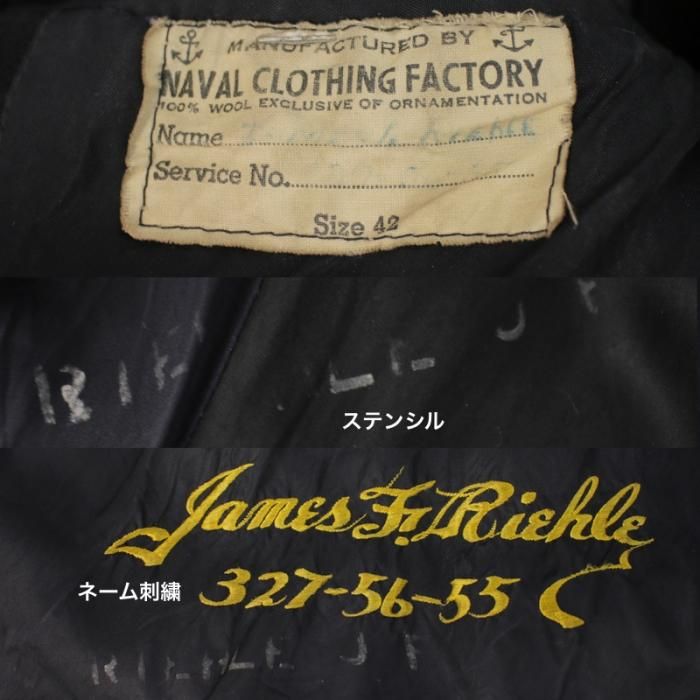 MANUFACTURED BY
NAVAL CLOTHING FACTORY
100% WOOL EXCLUSIVE OF ORNAMENTATION
Name Riehle
Service No.
Size 42
ステンシル
James F. Riehle
ネーム刺繍 327-56-55
J F